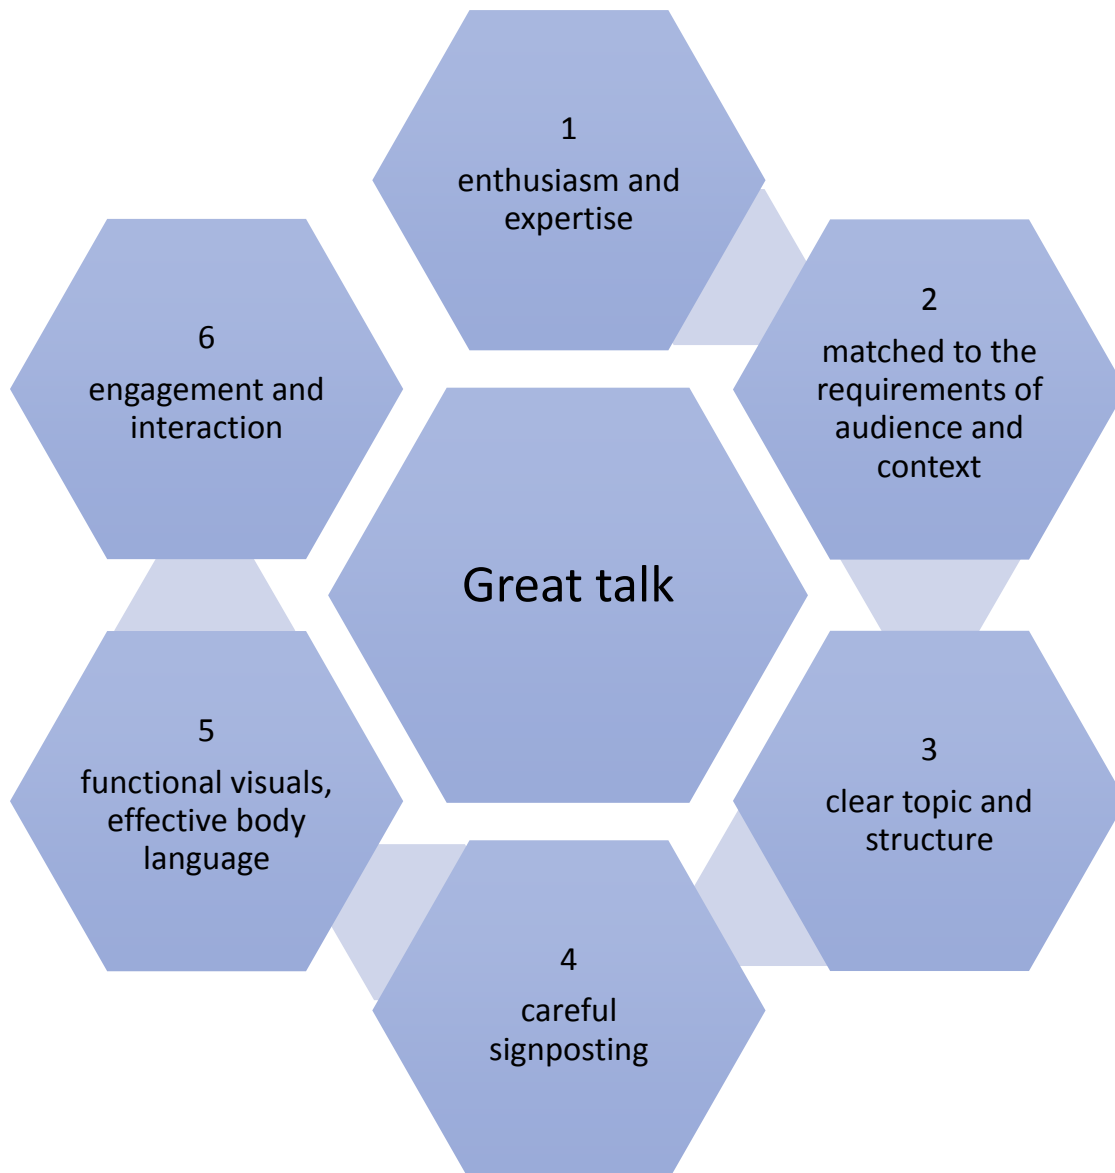 1
enthusiasm and
expertise
2
matched to the
requirements of
audience and
context
3
clear topic and
structure
4
careful
signposting
5
functional visuals,
effective body
language
6
engagement and
interaction
Great talk